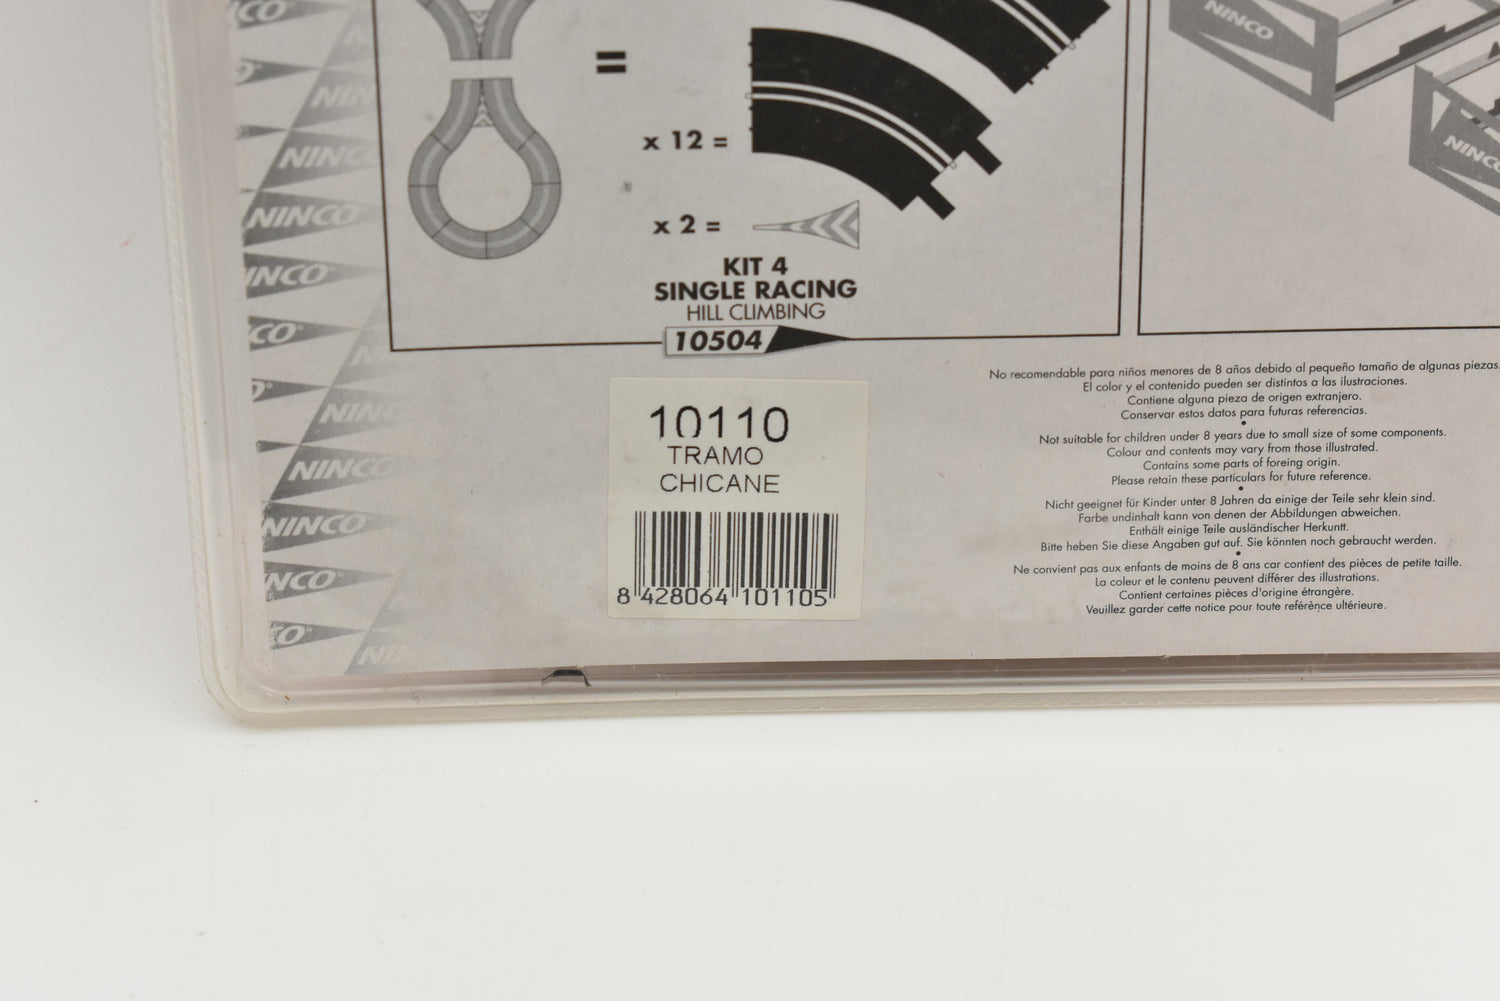 NINCO
NINCO
x 12 =
x 2 =
KIT 4
SINGLE RACING
HILL CLIMBING
10504
10110
TRAMO
CHICANE
8 428064 101105
No recomendable para niños menores de 8 años debido al pequeño tamaño de algunas piezas.
El color y el contenido pueden ser distintos a las ilustraciones.
Contiene alguna pieza de origen extranjero.
Conservar estos datos para futuras referencias.
Not suitable for children under 8 years due to small size of some components.
Colour and contents may vary from those illustrated.
Contains some parts of foreing origin.
Please retain these particulars for future reference.
Nicht geeignet für Kinder unter 8 Jahren da einige der Teile sehr klein sind.
Farbe undinhalt kann von denen der Abbildungen abweichen.
Enthält einige Teile ausländischer Herkunft.
Bitte heben Sie diese Angaben gut auf. Sie könnten noch gebraucht werden.
Ne convient pas aux enfants de moins de 8 ans car contient des pièces de petite taille.
La coleur et le contenu peuvent différer des illustrations.
Contient certaines pièces d'origine étrangère.
Veuillez garder cette notice pour toute reférènce ultérieure.
NINCO
NINCO
NINCO
NINCO
NINCO